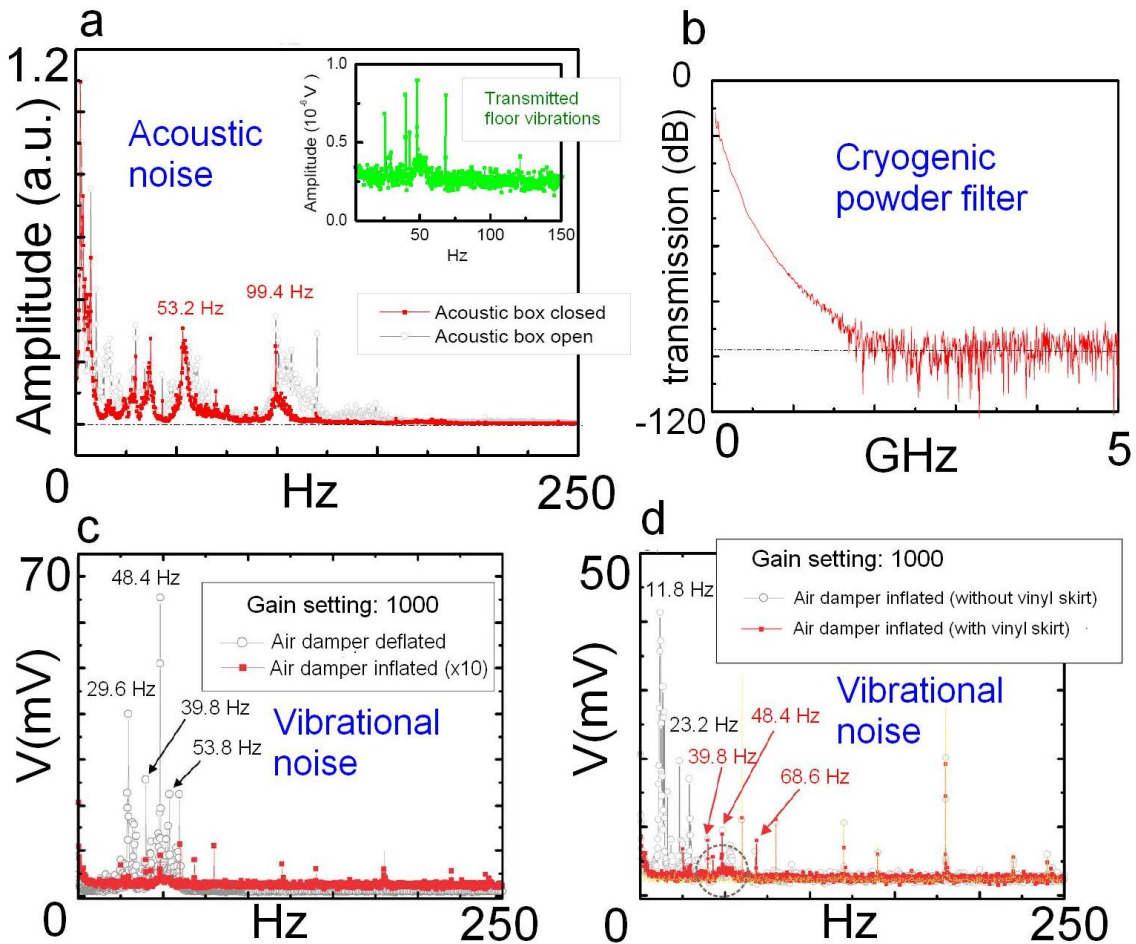 a
1.2
Amplitude (a.u.)
Acoustic
noise
1.0
0.5
0.0
Amplitude (10⁻⁶ V)
Transmitted
floor vibrations
50
100
150
Hz
53.2 Hz
99.4 Hz
Acoustic box closed
Acoustic box open
0
Hz
250
b
0
transmission (dB)
-120
Cryogenic
powder filter
0
GHz
5
c
70
V(mV)
48.4 Hz
29.6 Hz
39.8 Hz
53.8 Hz
Gain setting: 1000
Air damper deflated
Air damper inflated (x10)
Vibrational
noise
0
Hz
250
d
50
V(mV)
11.8 Hz
23.2 Hz
39.8 Hz
48.4 Hz
68.6 Hz
Gain setting: 1000
Air damper inflated (without vinyl skirt)
Air damper inflated (with vinyl skirt)
Vibrational
noise
0
Hz
250